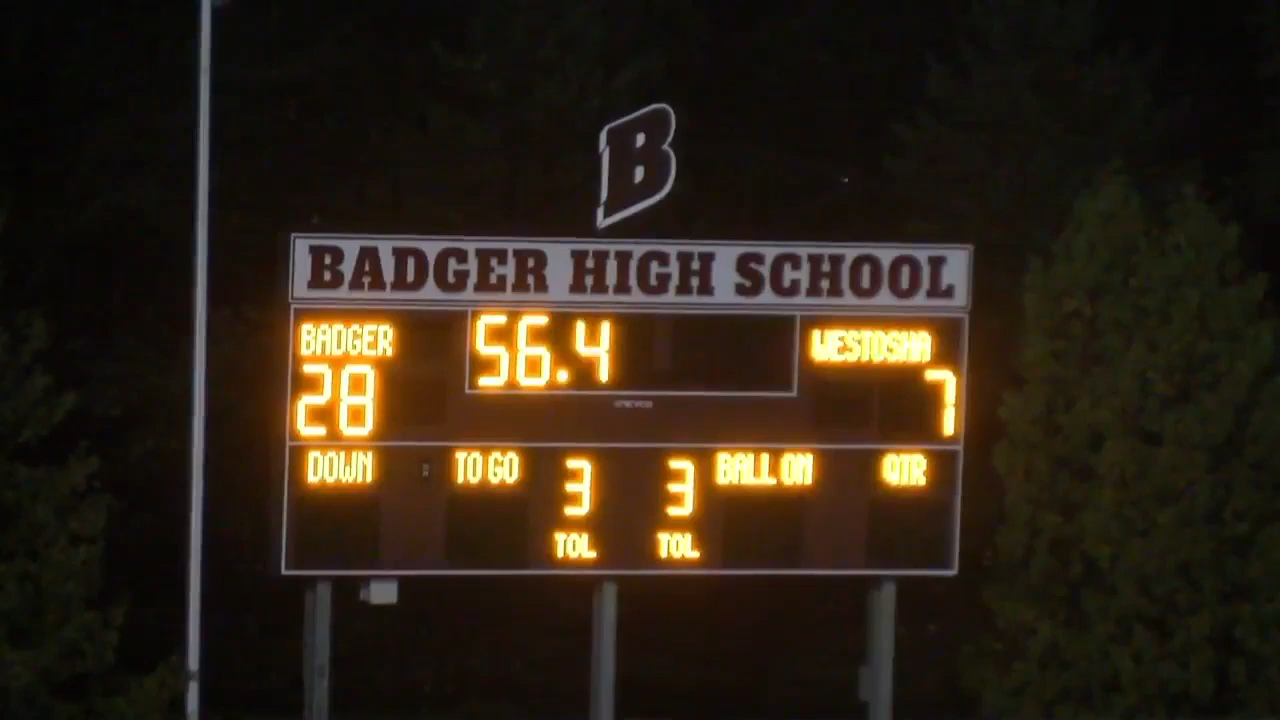 B
BADGER HIGH SCHOOL
BADGER 56.4 WESTOSHA
28 7
DOWN TO GO 3 3 BALL ON QTR
TOL TOL